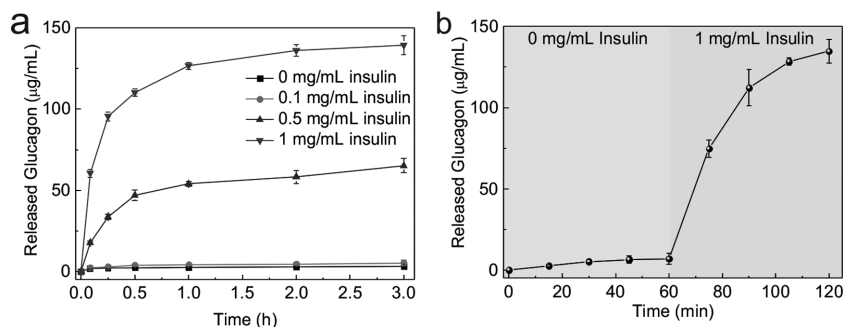 a
Released Glucagon (μg/mL)
150
100
50
0
0 mg/mL insulin
0.1 mg/mL insulin
0.5 mg/mL insulin
1 mg/mL insulin
0.0 0.5 1.0 1.5 2.0 2.5 3.0
Time (h)
b
Released Glucagon (μg/mL)
150
100
50
0
0 mg/mL Insulin
1 mg/mL Insulin
0 20 40 60 80 100 120
Time (min)